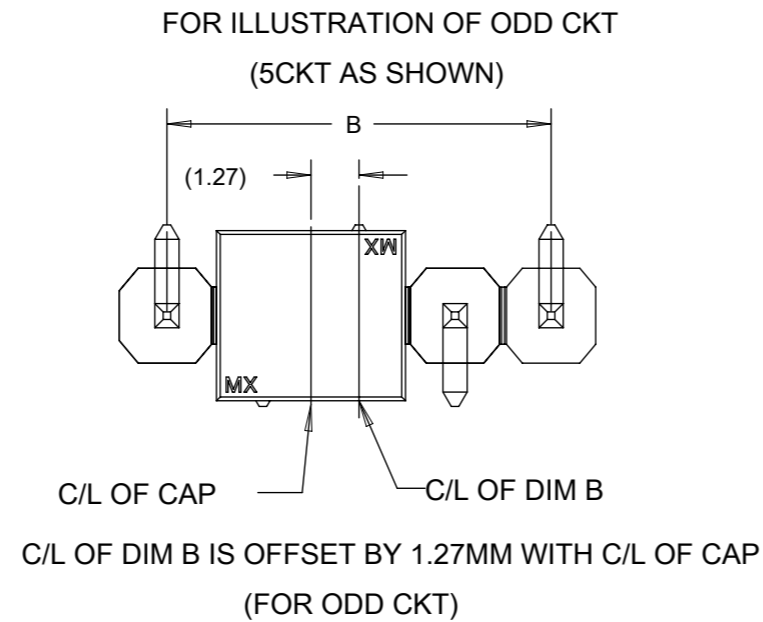 FOR ILLUSTRATION OF ODD CKT
(5CKT AS SHOWN)
B
(1.27)
MX
MX
C/L OF CAP
C/L OF DIM B
C/L OF DIM B IS OFFSET BY 1.27MM WITH C/L OF CAP
(FOR ODD CKT)